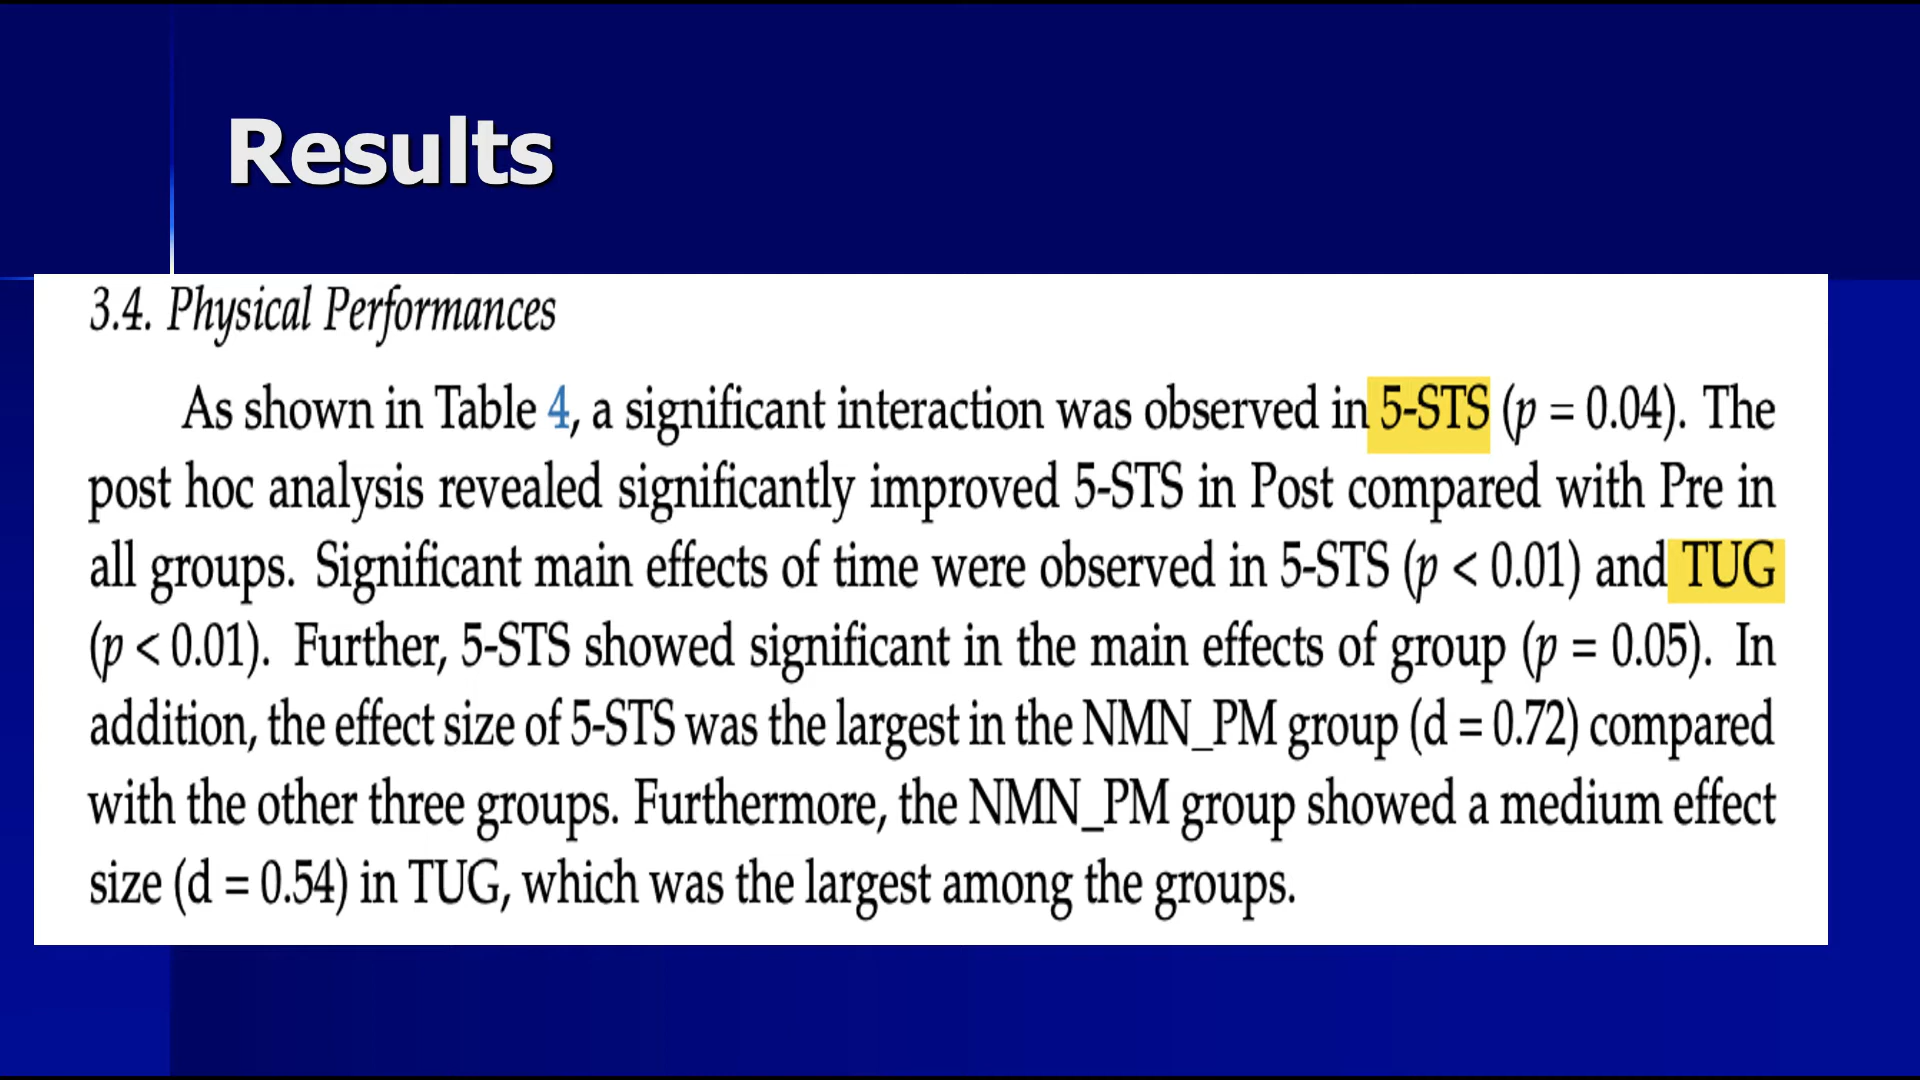 Results
3.4. Physical Performances
As shown in Table 4, a significant interaction was observed in 5-STS (p = 0.04). The
post hoc analysis revealed significantly improved 5-STS in Post compared with Pre in
all groups. Significant main effects of time were observed in 5-STS (p < 0.01) and TUG
(p < 0.01). Further, 5-STS showed significant in the main effects of group (p = 0.05). In
addition, the effect size of 5-STS was the largest in the NMN_PM group (d = 0.72) compared
with the other three groups. Furthermore, the NMN_PM group showed a medium effect
size (d = 0.54) in TUG, which was the largest among the groups.